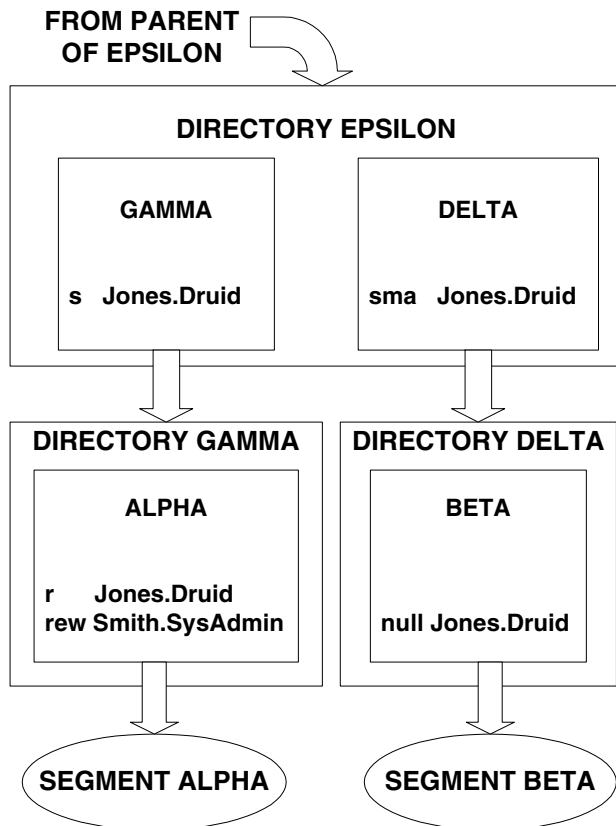 FROM PARENT
OF EPSILON
DIRECTORY EPSILON
GAMMA
s Jones.Druid
DELTA
sma Jones.Druid
DIRECTORY GAMMA
ALPHA
r Jones.Druid
rew Smith.SysAdmin
DIRECTORY DELTA
BETA
null Jones.Druid
SEGMENT ALPHA
SEGMENT BETA